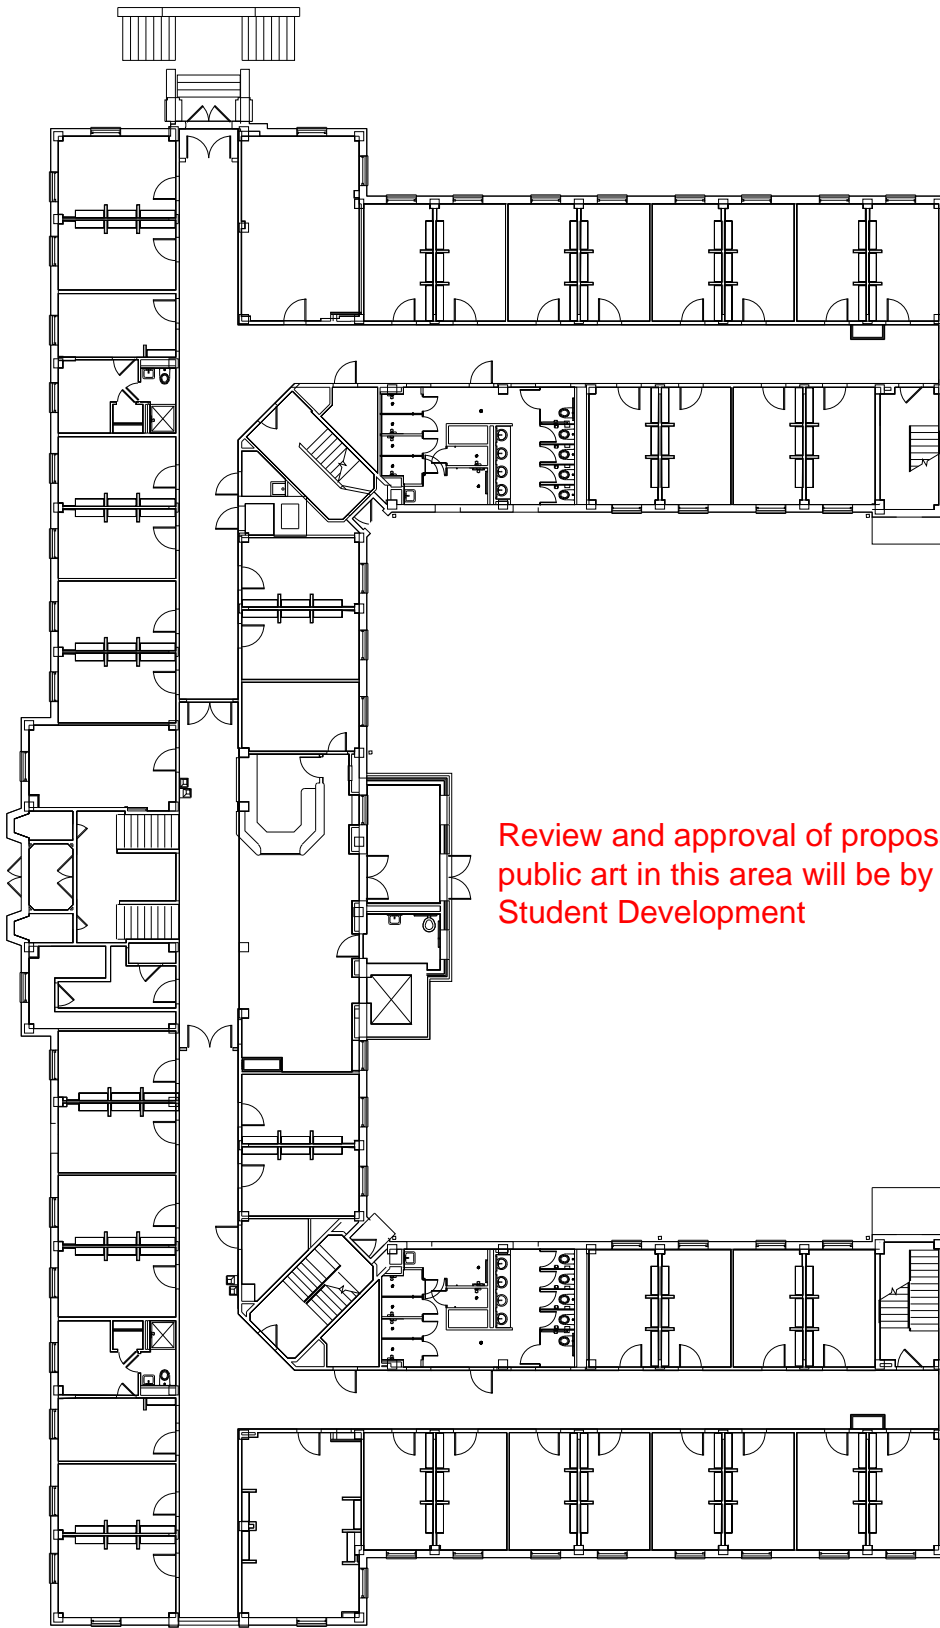 Review and approval of propos
public art in this area will be by
Student Development